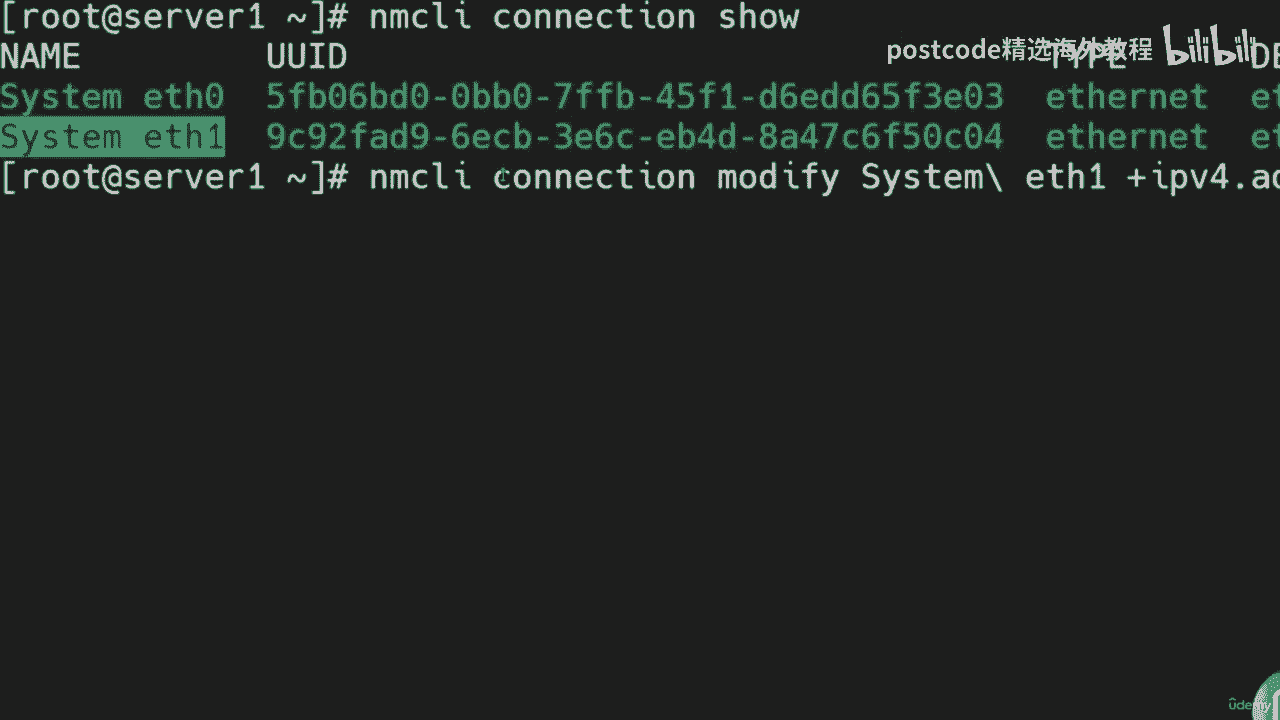 [root@server1 ~]# nmcli connection show
postcode精选海外教程 bilibili
NAME UUID TYPE DE
System eth0 5fb06bd0-0bb0-7ffb-45f1-d6edd65f3e03 ethernet et
System eth1 9c92fad9-6ecb-3e6c-eb4d-8a47c6f50c04 ethernet et
[root@server1 ~]# nmcli connection modify System\ eth1 +ipv4.ad
ûdemy